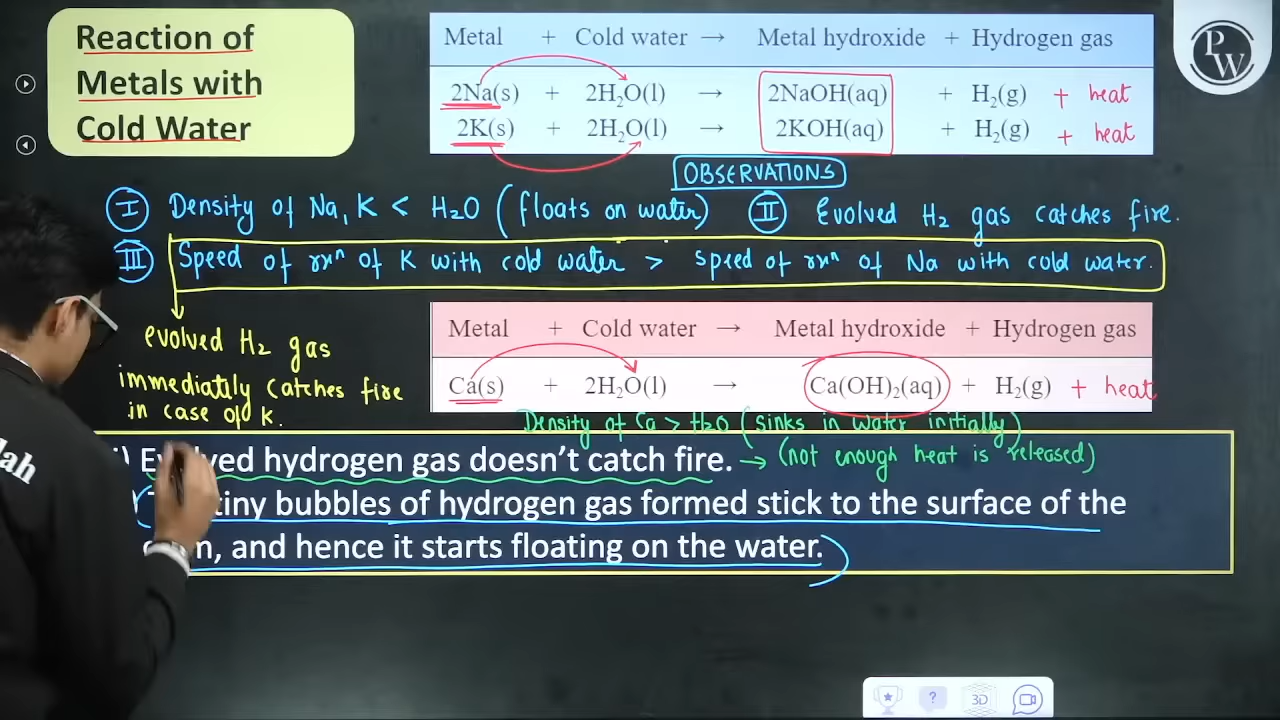 Reaction of
Metals with
Cold Water
Metal + Cold water → Metal hydroxide + Hydrogen gas
2Na(s) + 2H₂O(l) → 2NaOH(aq) + H₂(g) + heat
2K(s) + 2H₂O(l) → 2KOH(aq) + H₂(g) + heat
PW
OBSERVATIONS
I Density of Na, K < H₂O (floats on water) II Evolved H₂ gas catches fire.
III Speed of rxⁿ of K with cold water > speed of rxⁿ of Na with cold water.
evolved H₂ gas
immediatily catches fire
in case of K.
Metal + Cold water → Metal hydroxide + Hydrogen gas
Ca(s) + 2H₂O(l) → Ca(OH)₂(aq) + H₂(g) + heat
Density of Ca > H₂O (sinks in water initially)
hydrogen gas doesn't catch fire. → (not enough heat is released)
tiny bubbles of hydrogen gas formed stick to the surface of the
and hence it starts floating on the water.
lah
?
3D